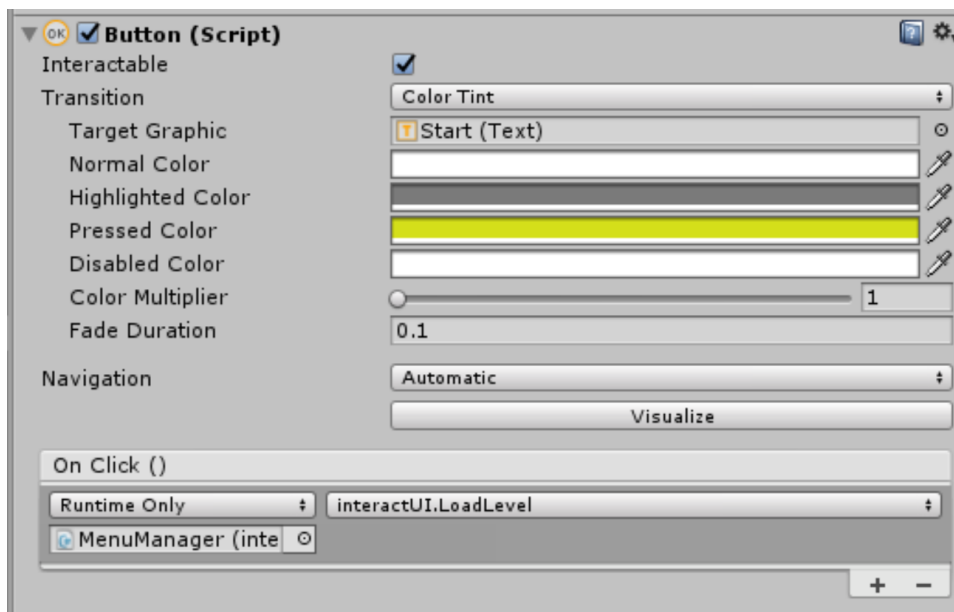 OK Button (Script)
Interactable
Transition Color Tint
Target Graphic T Start (Text)
Normal Color
Highlighted Color
Pressed Color
Disabled Color
Color Multiplier 1
Fade Duration 0.1
Navigation Automatic
Visualize
On Click ()
Runtime Only interactUI.LoadLevel
MenuManager (inte
+ −